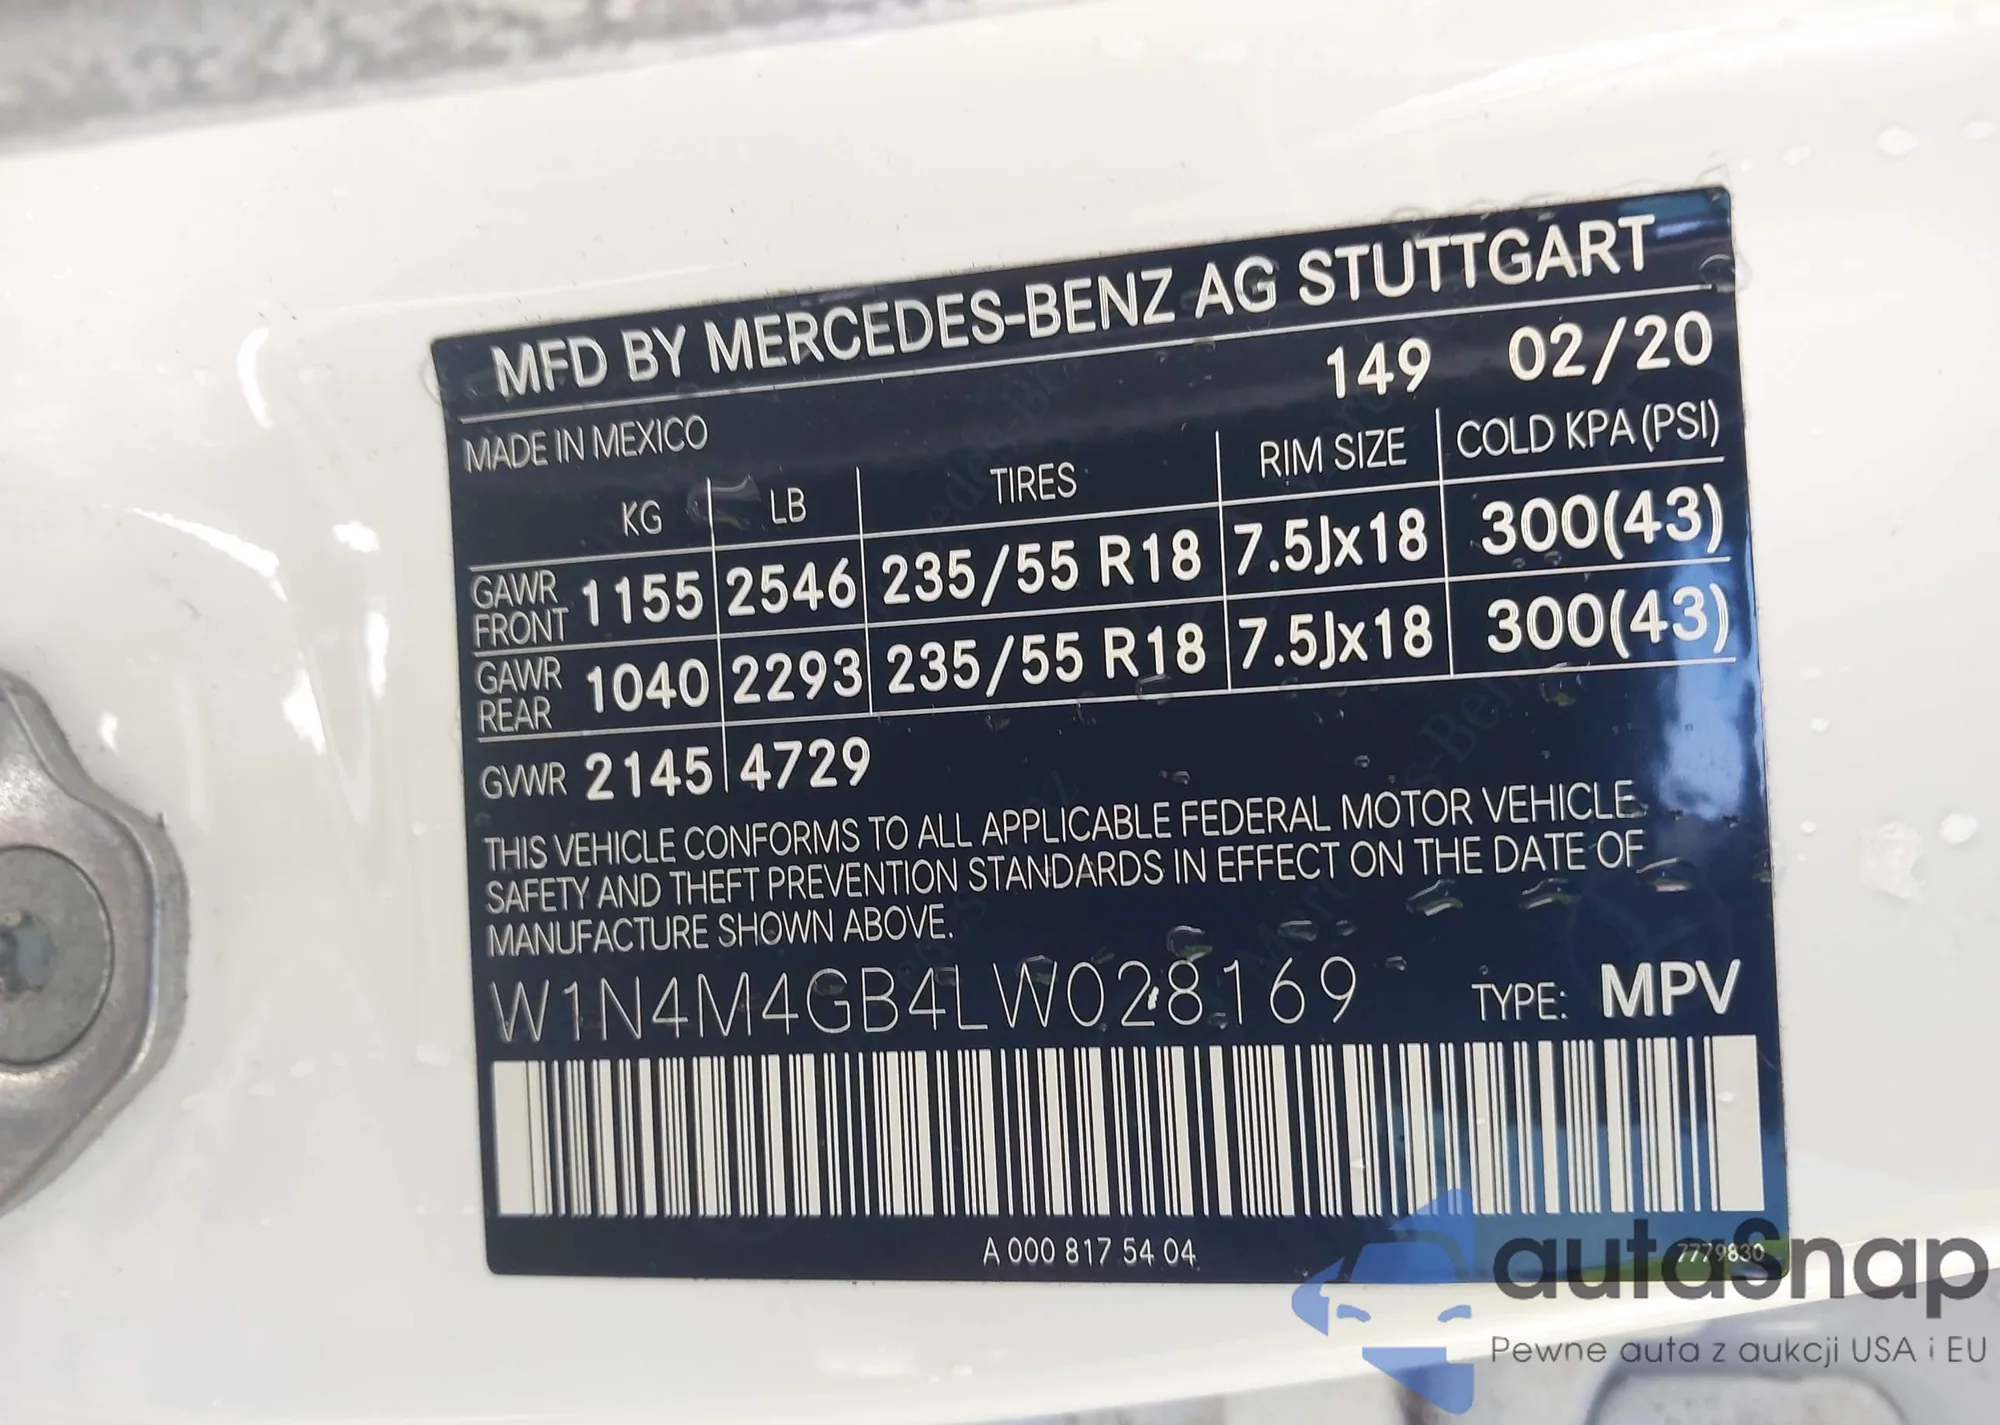 MFD BY MERCEDES-BENZ AG STUTTGART
149 02/20
MADE IN MEXICO
KG LB TIRES RIM SIZE COLD KPA (PSI)
GAWR FRONT 1155 2546 235/55 R18 7.5Jx18 300(43)
GAWR REAR 1040 2293 235/55 R18 7.5Jx18 300(43)
GVWR 2145 4729
THIS VEHICLE CONFORMS TO ALL APPLICABLE FEDERAL MOTOR VEHICLE
SAFETY AND THEFT PREVENTION STANDARDS IN EFFECT ON THE DATE OF
MANUFACTURE SHOWN ABOVE.
W1N4M4GB4LW028169 TYPE: MPV
A 000 817 54 04 7779830
autoSnap
Pewne auta z aukcji USA i EU